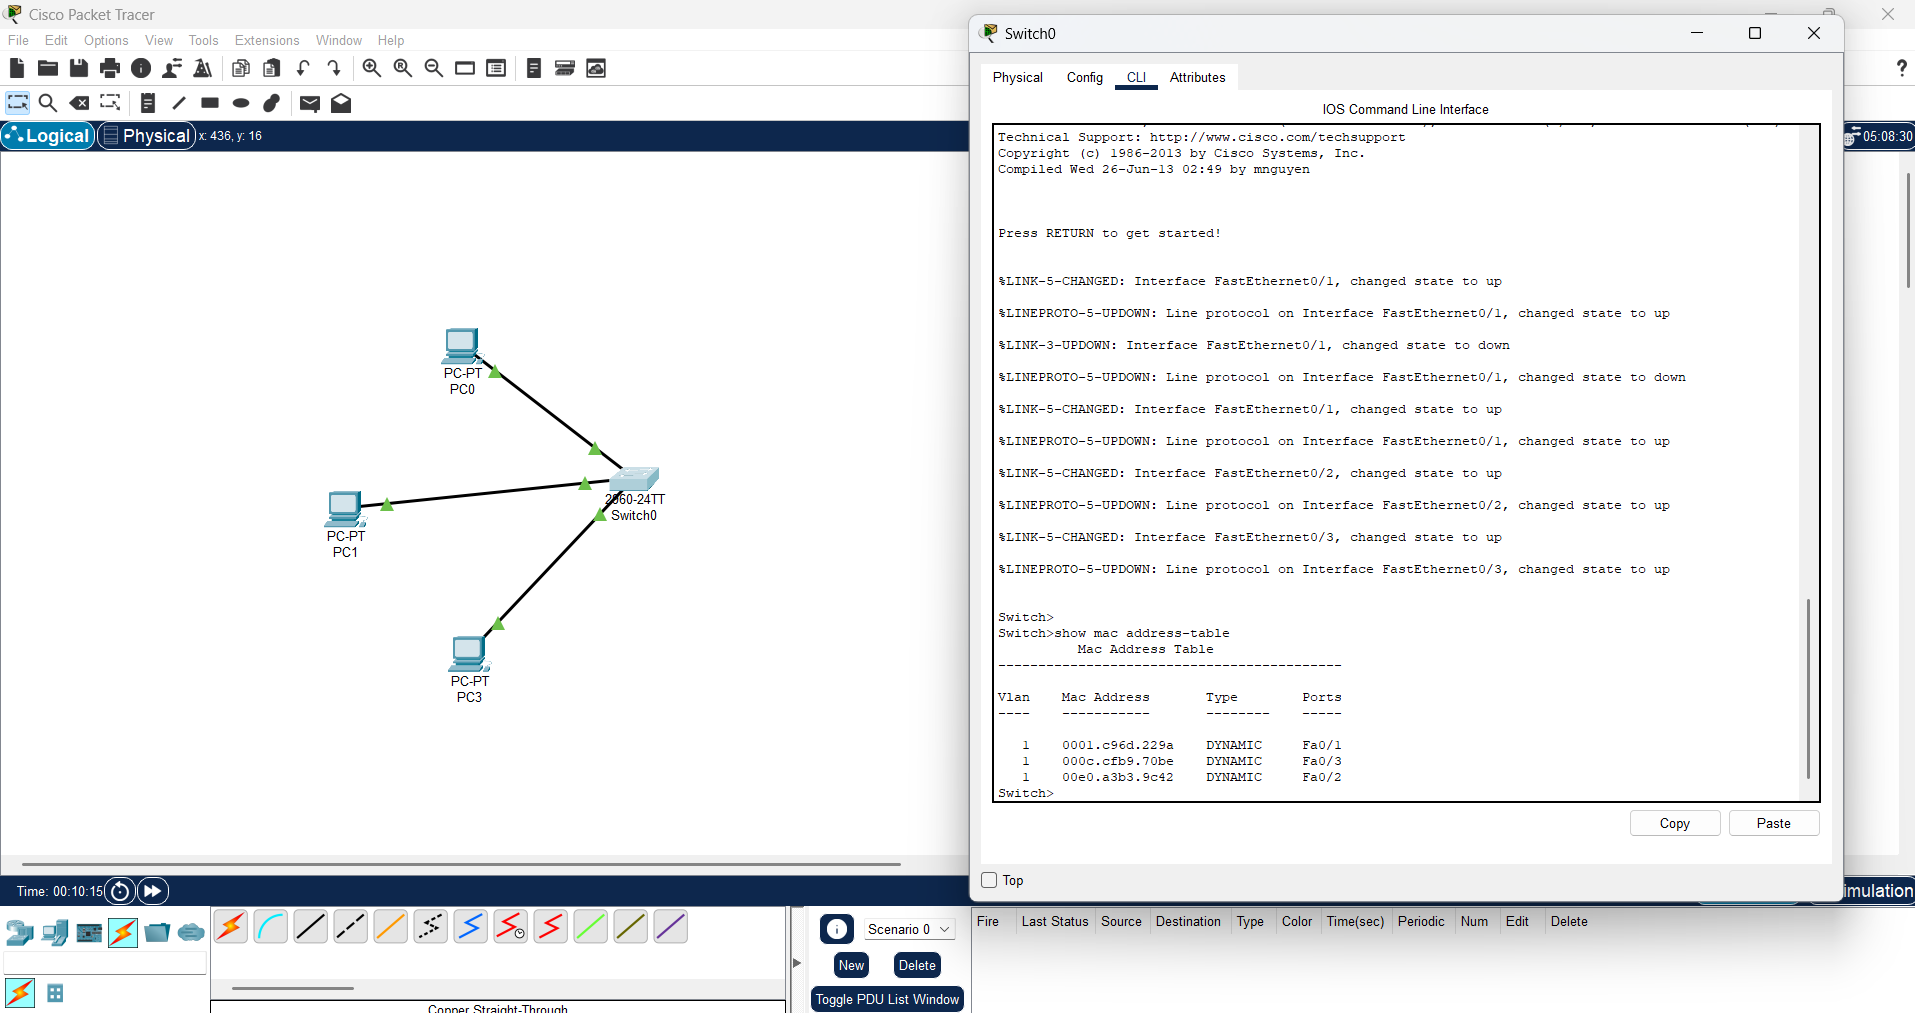 Cisco Packet Tracer
File Edit Options View Tools Extensions Window Help
?
Logical Physical x: 436, y: 16
05:08:30
PC-PT
PC0
PC-PT
PC1
2960-24TT
Switch0
PC-PT
PC3
Switch0
Physical Config CLI Attributes
IOS Command Line Interface
Technical Support: http://www.cisco.com/techsupport
Copyright (c) 1986-2013 by Cisco Systems, Inc.
Compiled Wed 26-Jun-13 02:49 by mnguyen
Press RETURN to get started!
%LINK-5-CHANGED: Interface FastEthernet0/1, changed state to up
%LINEPROTO-5-UPDOWN: Line protocol on Interface FastEthernet0/1, changed state to up
%LINK-3-UPDOWN: Interface FastEthernet0/1, changed state to down
%LINEPROTO-5-UPDOWN: Line protocol on Interface FastEthernet0/1, changed state to down
%LINK-5-CHANGED: Interface FastEthernet0/1, changed state to up
%LINEPROTO-5-UPDOWN: Line protocol on Interface FastEthernet0/1, changed state to up
%LINK-5-CHANGED: Interface FastEthernet0/2, changed state to up
%LINEPROTO-5-UPDOWN: Line protocol on Interface FastEthernet0/2, changed state to up
%LINK-5-CHANGED: Interface FastEthernet0/3, changed state to up
%LINEPROTO-5-UPDOWN: Line protocol on Interface FastEthernet0/3, changed state to up
Switch>
Switch>show mac address-table
Mac Address Table
-------------------------------------------
Vlan Mac Address Type Ports
---- ----------- -------- -----
1 0001.c96d.229a DYNAMIC Fa0/1
1 000c.cfb9.70be DYNAMIC Fa0/3
1 00e0.a3b3.9c42 DYNAMIC Fa0/2
Switch>
Copy Paste
Top
Time: 00:10:15
imulation
Scenario 0
New Delete
Toggle PDU List Window
Fire Last Status Source Destination Type Color Time(sec) Periodic Num Edit Delete
Copper Straight-Through